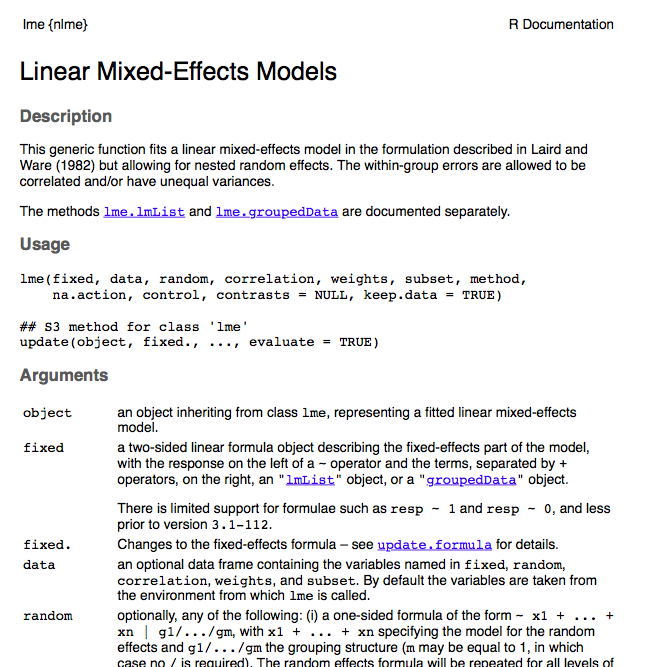 lme {nlme} R Documentation
Linear Mixed-Effects Models
Description
This generic function fits a linear mixed-effects model in the formulation described in Laird and
Ware (1982) but allowing for nested random effects. The within-group errors are allowed to be
correlated and/or have unequal variances.
The methods lme.lmList and lme.groupedData are documented separately.
Usage
lme(fixed, data, random, correlation, weights, subset, method,
    na.action, control, contrasts = NULL, keep.data = TRUE)
## S3 method for class 'lme'
update(object, fixed., ..., evaluate = TRUE)
Arguments
object an object inheriting from class lme, representing a fitted linear mixed-effects
model.
fixed a two-sided linear formula object describing the fixed-effects part of the model,
with the response on the left of a ~ operator and the terms, separated by +
operators, on the right, an "lmList" object, or a "groupedData" object.
There is limited support for formulae such as resp ~ 1 and resp ~ 0, and less
prior to version 3.1-112.
fixed. Changes to the fixed-effects formula – see update.formula for details.
data an optional data frame containing the variables named in fixed, random,
correlation, weights, and subset. By default the variables are taken from
the environment from which lme is called.
random optionally, any of the following: (i) a one-sided formula of the form ~ x1 + ... +
xn | g1/.../gm, with x1 + ... + xn specifying the model for the random
effects and g1/.../gm the grouping structure (m may be equal to 1, in which
case no / is required). The random effects formula will be repeated for all levels of